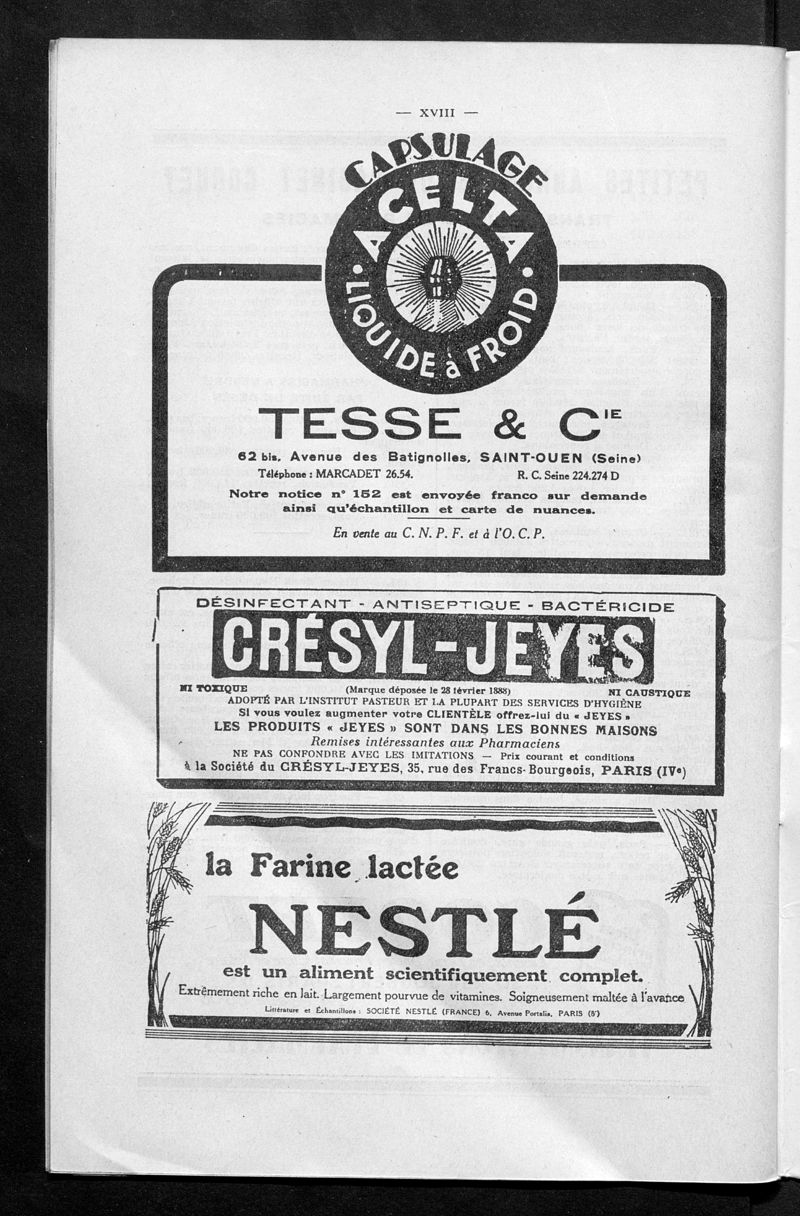 — XVIII —
CAPSULAGE
ACELTA
LIQUIDE à FROID
TESSE & CIE
62 bis, Avenue des Batignolles, SAINT-OUEN (Seine)
Téléphone : MARCADET 26.54. R. C. Seine 224.274 D
Notre notice n° 152 est envoyée franco sur demande
ainsi qu'échantillon et carte de nuances.
En vente au C. N. P. F. et à l'O. C. P.
DÉSINFECTANT - ANTISEPTIQUE - BACTÉRICIDE
CRÉSYL-JEYES
NI TOXIQUE (Marque déposée le 28 février 1888) NI CAUSTIQUE
ADOPTÉ PAR L'INSTITUT PASTEUR ET LA PLUPART DES SERVICES D'HYGIÈNE
Si vous voulez augmenter votre CLIENTÈLE offrez-lui du « JEYES »
LES PRODUITS « JEYES » SONT DANS LES BONNES MAISONS
Remises intéressantes aux Pharmaciens
NE PAS CONFONDRE AVEC LES IMITATIONS — Prix courant et conditions
à la Société du CRÉSYL-JEYES, 35, rue des Francs-Bourgeois, PARIS (IVe)
la Farine lactée
NESTLÉ
est un aliment scientifiquement complet.
Extrêmement riche en lait. Largement pourvue de vitamines. Soigneusement maltée à l'avance
Littérature et Échantillons : SOCIÉTÉ NESTLÉ (FRANCE) 6, Avenue Portalis, PARIS (8')